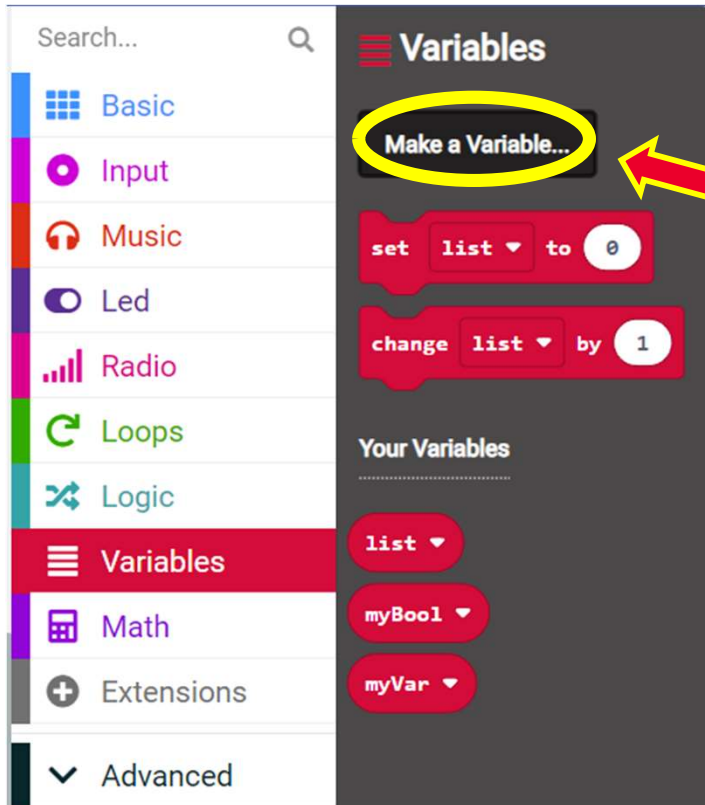 Search...
Basic
Input
Music
Led
Radio
Loops
Logic
Variables
Math
Extensions
Advanced
Variables
Make a Variable...
set list to 0
change list by 1
Your Variables
list
myBool
myVar